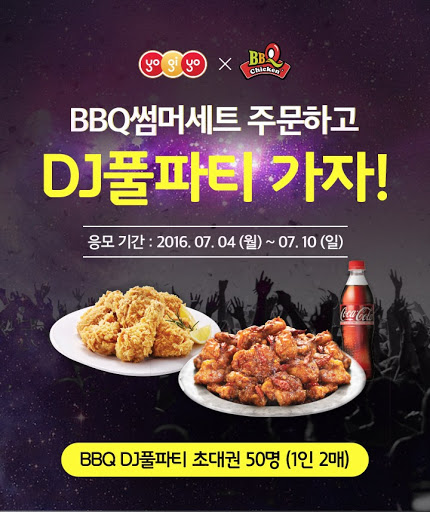 yo gi yo × BBQ Chicken
BBQ썸머세트 주문하고
DJ풀파티 가자!
응모 기간 : 2016. 07. 04 (월) ~ 07. 10 (일)
Coca-Cola
BBQ DJ풀파티 초대권 50명 (1인 2매)